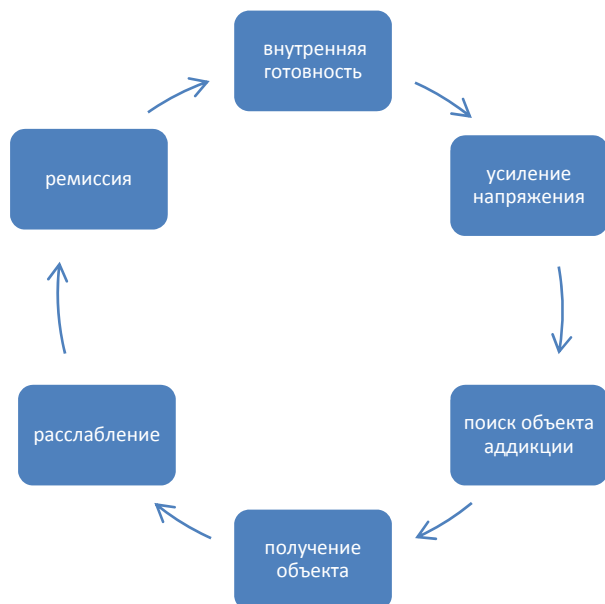 внутренняя
готовность
усиление
напряжения
поиск объекта
аддикции
получение
объекта
расслабление
ремиссия